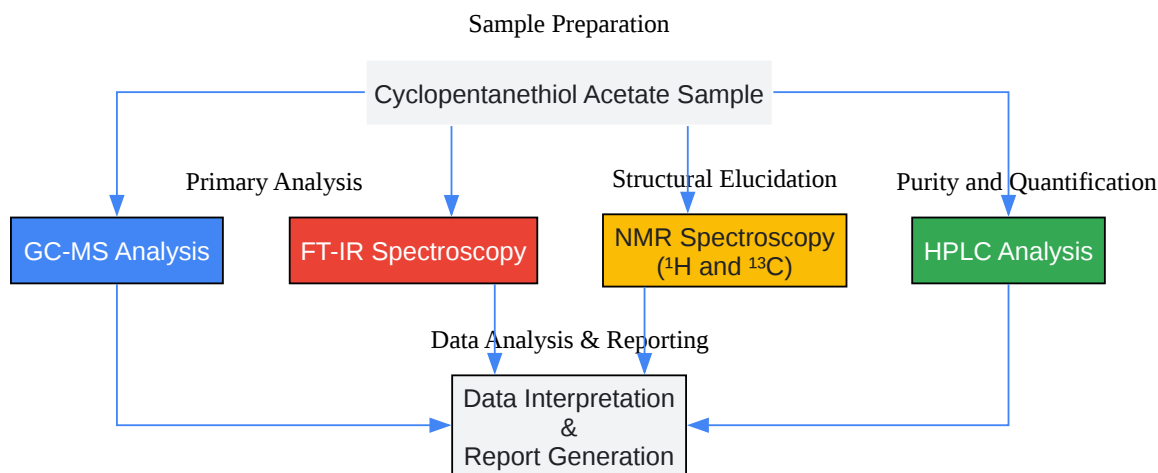 Sample Preparation
Cyclopentanethiol Acetate Sample
Primary Analysis
Structural Elucidation
Purity and Quantification
GC-MS Analysis
FT-IR Spectroscopy
NMR Spectroscopy
(¹H and ¹³C)
HPLC Analysis
Data Analysis & Reporting
Data Interpretation
&
Report Generation